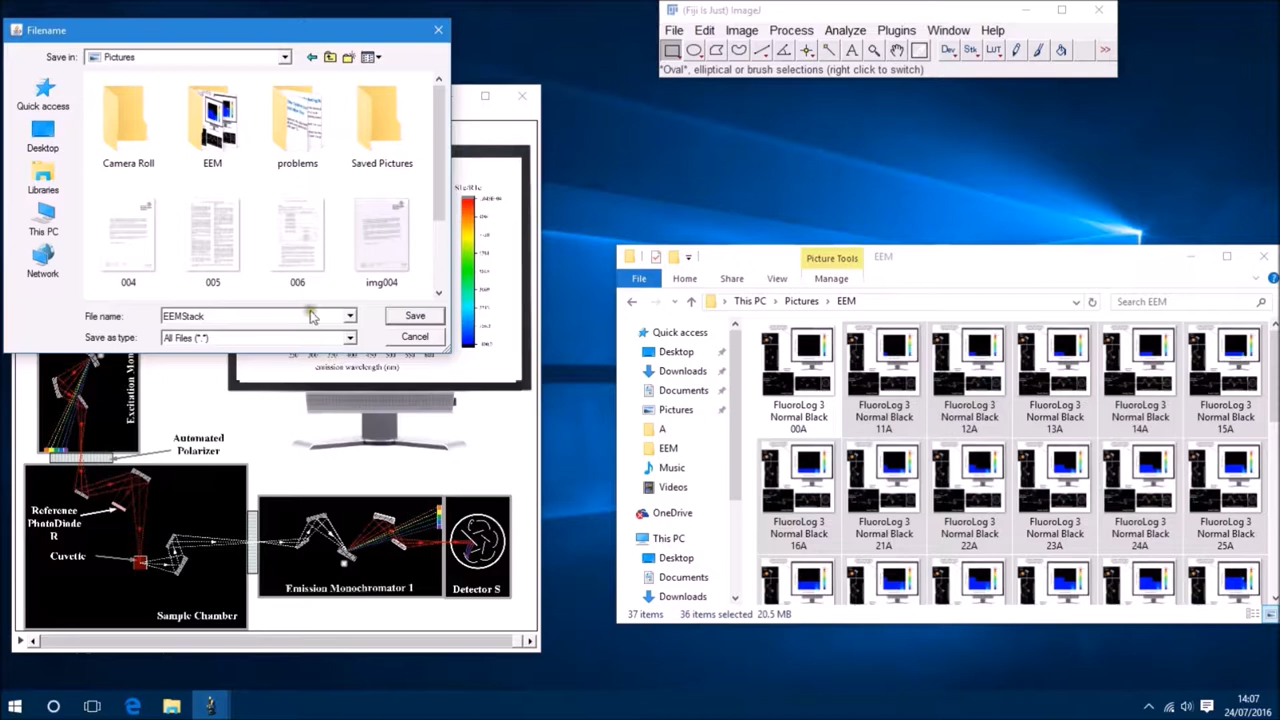 Filename
Save in:
Pictures
Quick access
Desktop
Libraries
This PC
Network
Camera Roll
EEM
problems
Saved Pictures
004
005
006
img004
File name:
EEMStack
Save
Save as type:
All Files (*.*)
Cancel
(Fiji Is Just) ImageJ
File Edit Image Process Analyze Plugins Window Help
A
Dev
Stk
LUT
>>
"Oval", elliptical or brush selections (right click to switch)
S1c/R1c
emission wavelength (nm)
Automated
Polarizer
Reference
PhotoDiode
R
Cuvette
Sample Chamber
Emission Monochromator 1
Detector S
Picture Tools
EEM
File
Home
Share
View
Manage
This PC
Pictures
EEM
Search EEM
Quick access
Desktop
Downloads
Documents
Pictures
A
EEM
Music
Videos
OneDrive
This PC
Desktop
Documents
Downloads
FluoroLog 3
Normal Black
00A
FluoroLog 3
Normal Black
11A
FluoroLog 3
Normal Black
12A
FluoroLog 3
Normal Black
13A
FluoroLog 3
Normal Black
14A
FluoroLog 3
Normal Black
15A
FluoroLog 3
Normal Black
16A
FluoroLog 3
Normal Black
21A
FluoroLog 3
Normal Black
22A
FluoroLog 3
Normal Black
23A
FluoroLog 3
Normal Black
24A
FluoroLog 3
Normal Black
25A
37 items
36 items selected
20.5 MB
14:07
24/07/2016